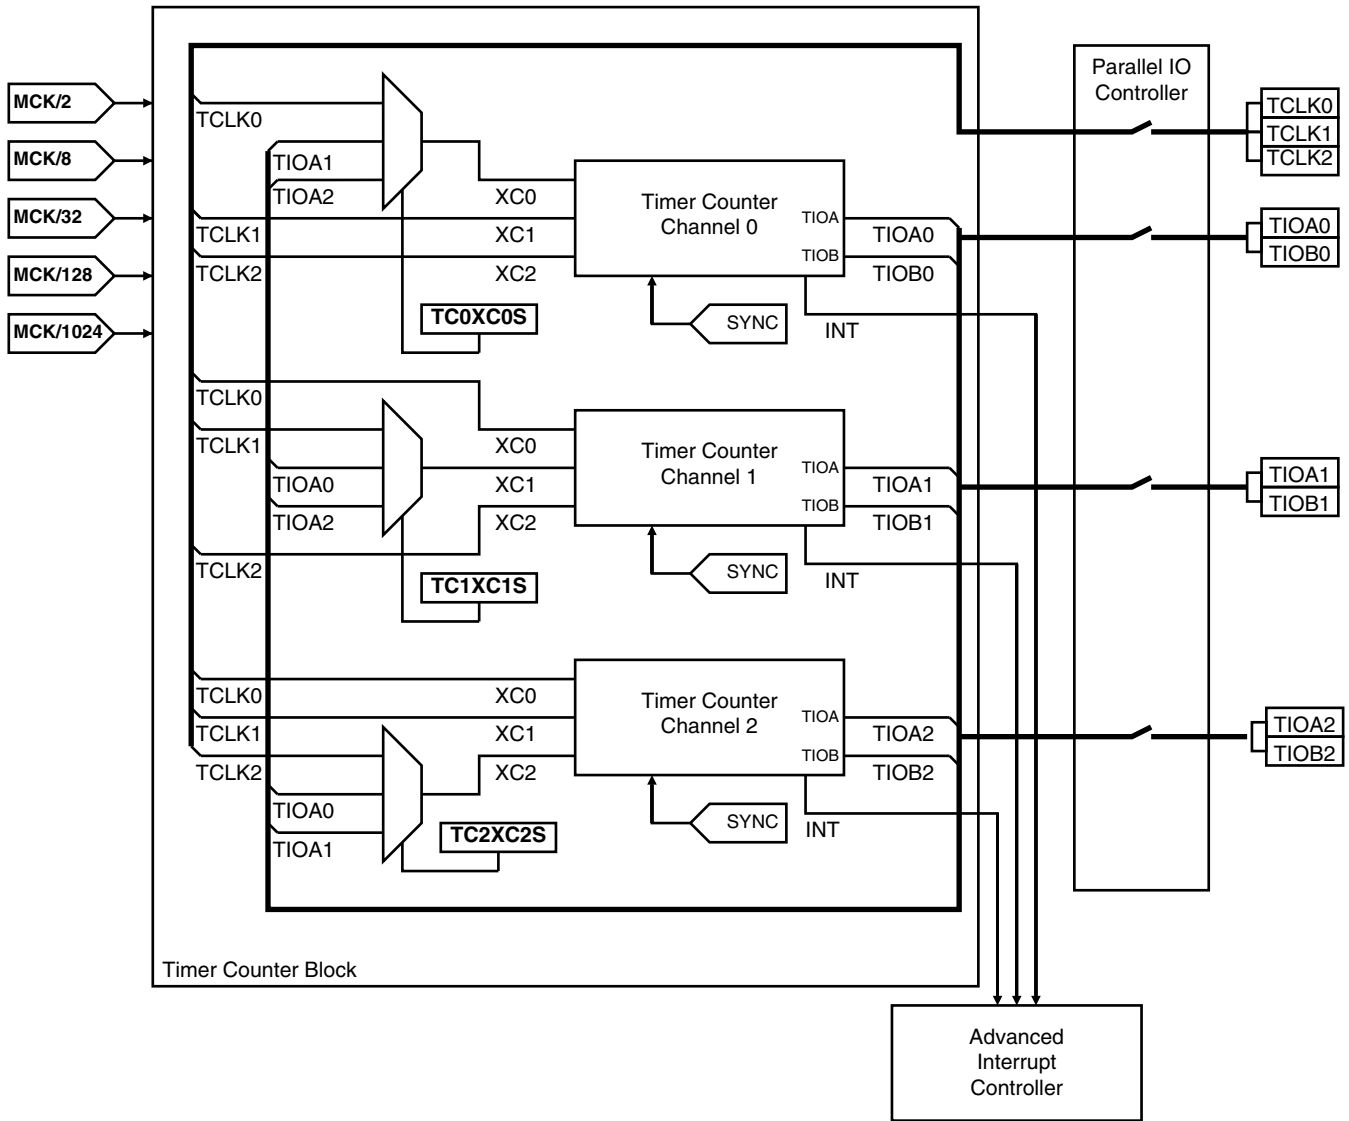 Parallel IO
Controller
MCK/2
MCK/8
MCK/32
MCK/128
MCK/1024
TCLK0
TIOA1
TIOA2
TCLK1
TCLK2
XC0
XC1
XC2
Timer Counter
Channel 0
TIOA
TIOB
TIOA0
TIOB0
TC0XC0S
SYNC
INT
TCLK0
TCLK1
TIOA0
TIOA2
TCLK2
XC0
XC1
XC2
Timer Counter
Channel 1
TIOA
TIOB
TIOA1
TIOB1
TC1XC1S
SYNC
INT
TCLK0
TCLK1
TCLK2
TIOA0
TIOA1
XC0
XC1
XC2
Timer Counter
Channel 2
TIOA
TIOB
TIOA2
TIOB2
TC2XC2S
SYNC
INT
TCLK0
TCLK1
TCLK2
TIOA0
TIOB0
TIOA1
TIOB1
TIOA2
TIOB2
Timer Counter Block
Advanced
Interrupt
Controller